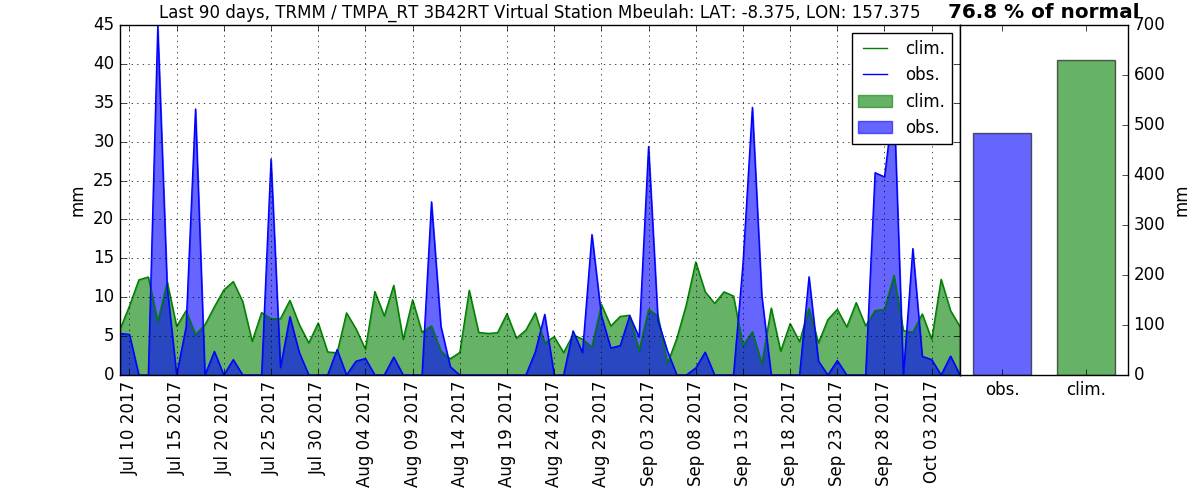 Last 90 days, TRMM / TMPA_RT 3B42RT Virtual Station Mbeulah: LAT: -8.375, LON: 157.375
76.8 % of normal
mm
45
40
35
30
25
20
15
10
5
0
clim.
obs.
clim.
obs.
Jul 10 2017
Jul 15 2017
Jul 20 2017
Jul 25 2017
Jul 30 2017
Aug 04 2017
Aug 09 2017
Aug 14 2017
Aug 19 2017
Aug 24 2017
Aug 29 2017
Sep 03 2017
Sep 08 2017
Sep 13 2017
Sep 18 2017
Sep 23 2017
Sep 28 2017
Oct 03 2017
obs.
clim.
700
600
500
400
300
200
100
0
mm